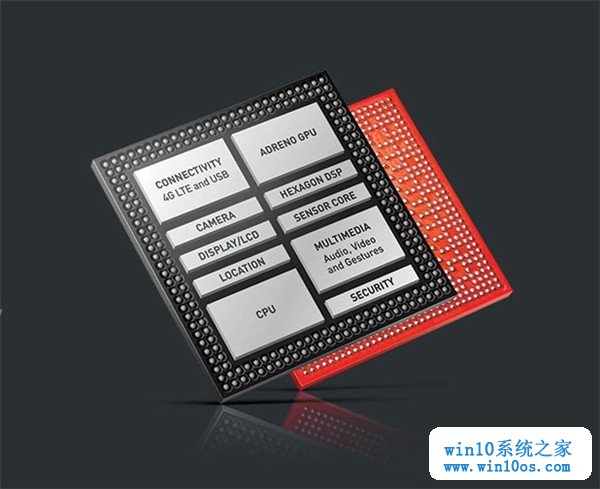 CONNECTIVITY
4G LTE and USB
CAMERA
DISPLAY/LCD
LOCATION
CPU
ADRENO GPU
HEXAGON DSP
SENSOR CORE
MULTIMEDIA
Audio, Video
and Gestures
SECURITY
win10系统之家
www.win10os.com